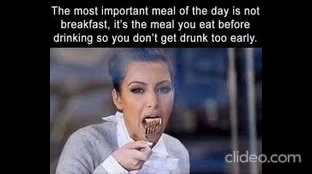 The most important meal of the day is not
breakfast, it's the meal you eat before
drinking so you don't get drunk too early.
clideo.com